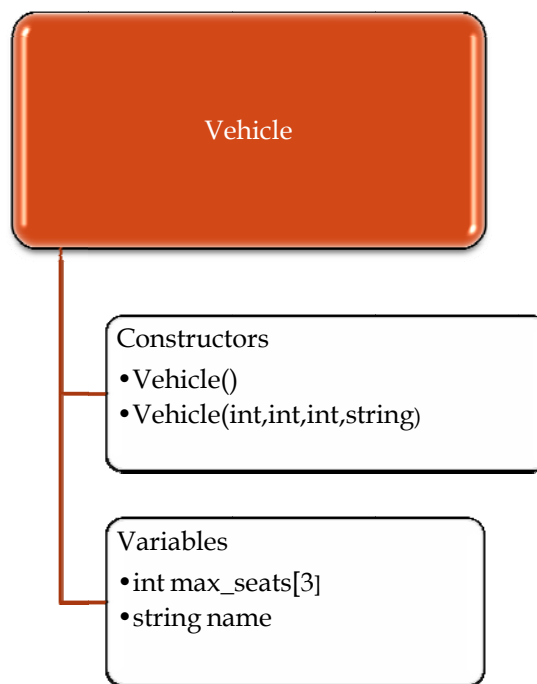 Vehicle
Constructors
•Vehicle()
•Vehicle(int,int,int,string)
Variables
•int max_seats[3]
•string name